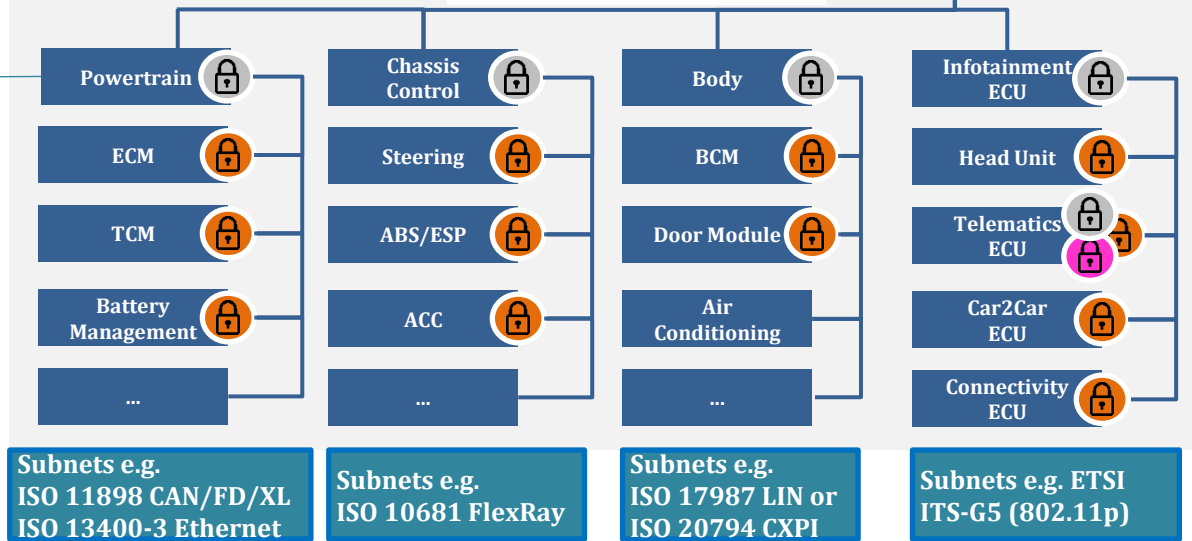 Powertrain
ECM
TCM
Battery
Management
...
Subnets e.g.
ISO 11898 CAN/FD/XL
ISO 13400-3 Ethernet
Chassis
Control
Steering
ABS/ESP
ACC
...
Subnets e.g.
ISO 10681 FlexRay
Body
BCM
Door Module
Air
Conditioning
...
Subnets e.g.
ISO 17987 LIN or
ISO 20794 CXPI
Infotainment
ECU
Head Unit
Telematics
ECU
Car2Car
ECU
Connectivity
ECU
Subnets e.g. ETSI
ITS-G5 (802.11p)